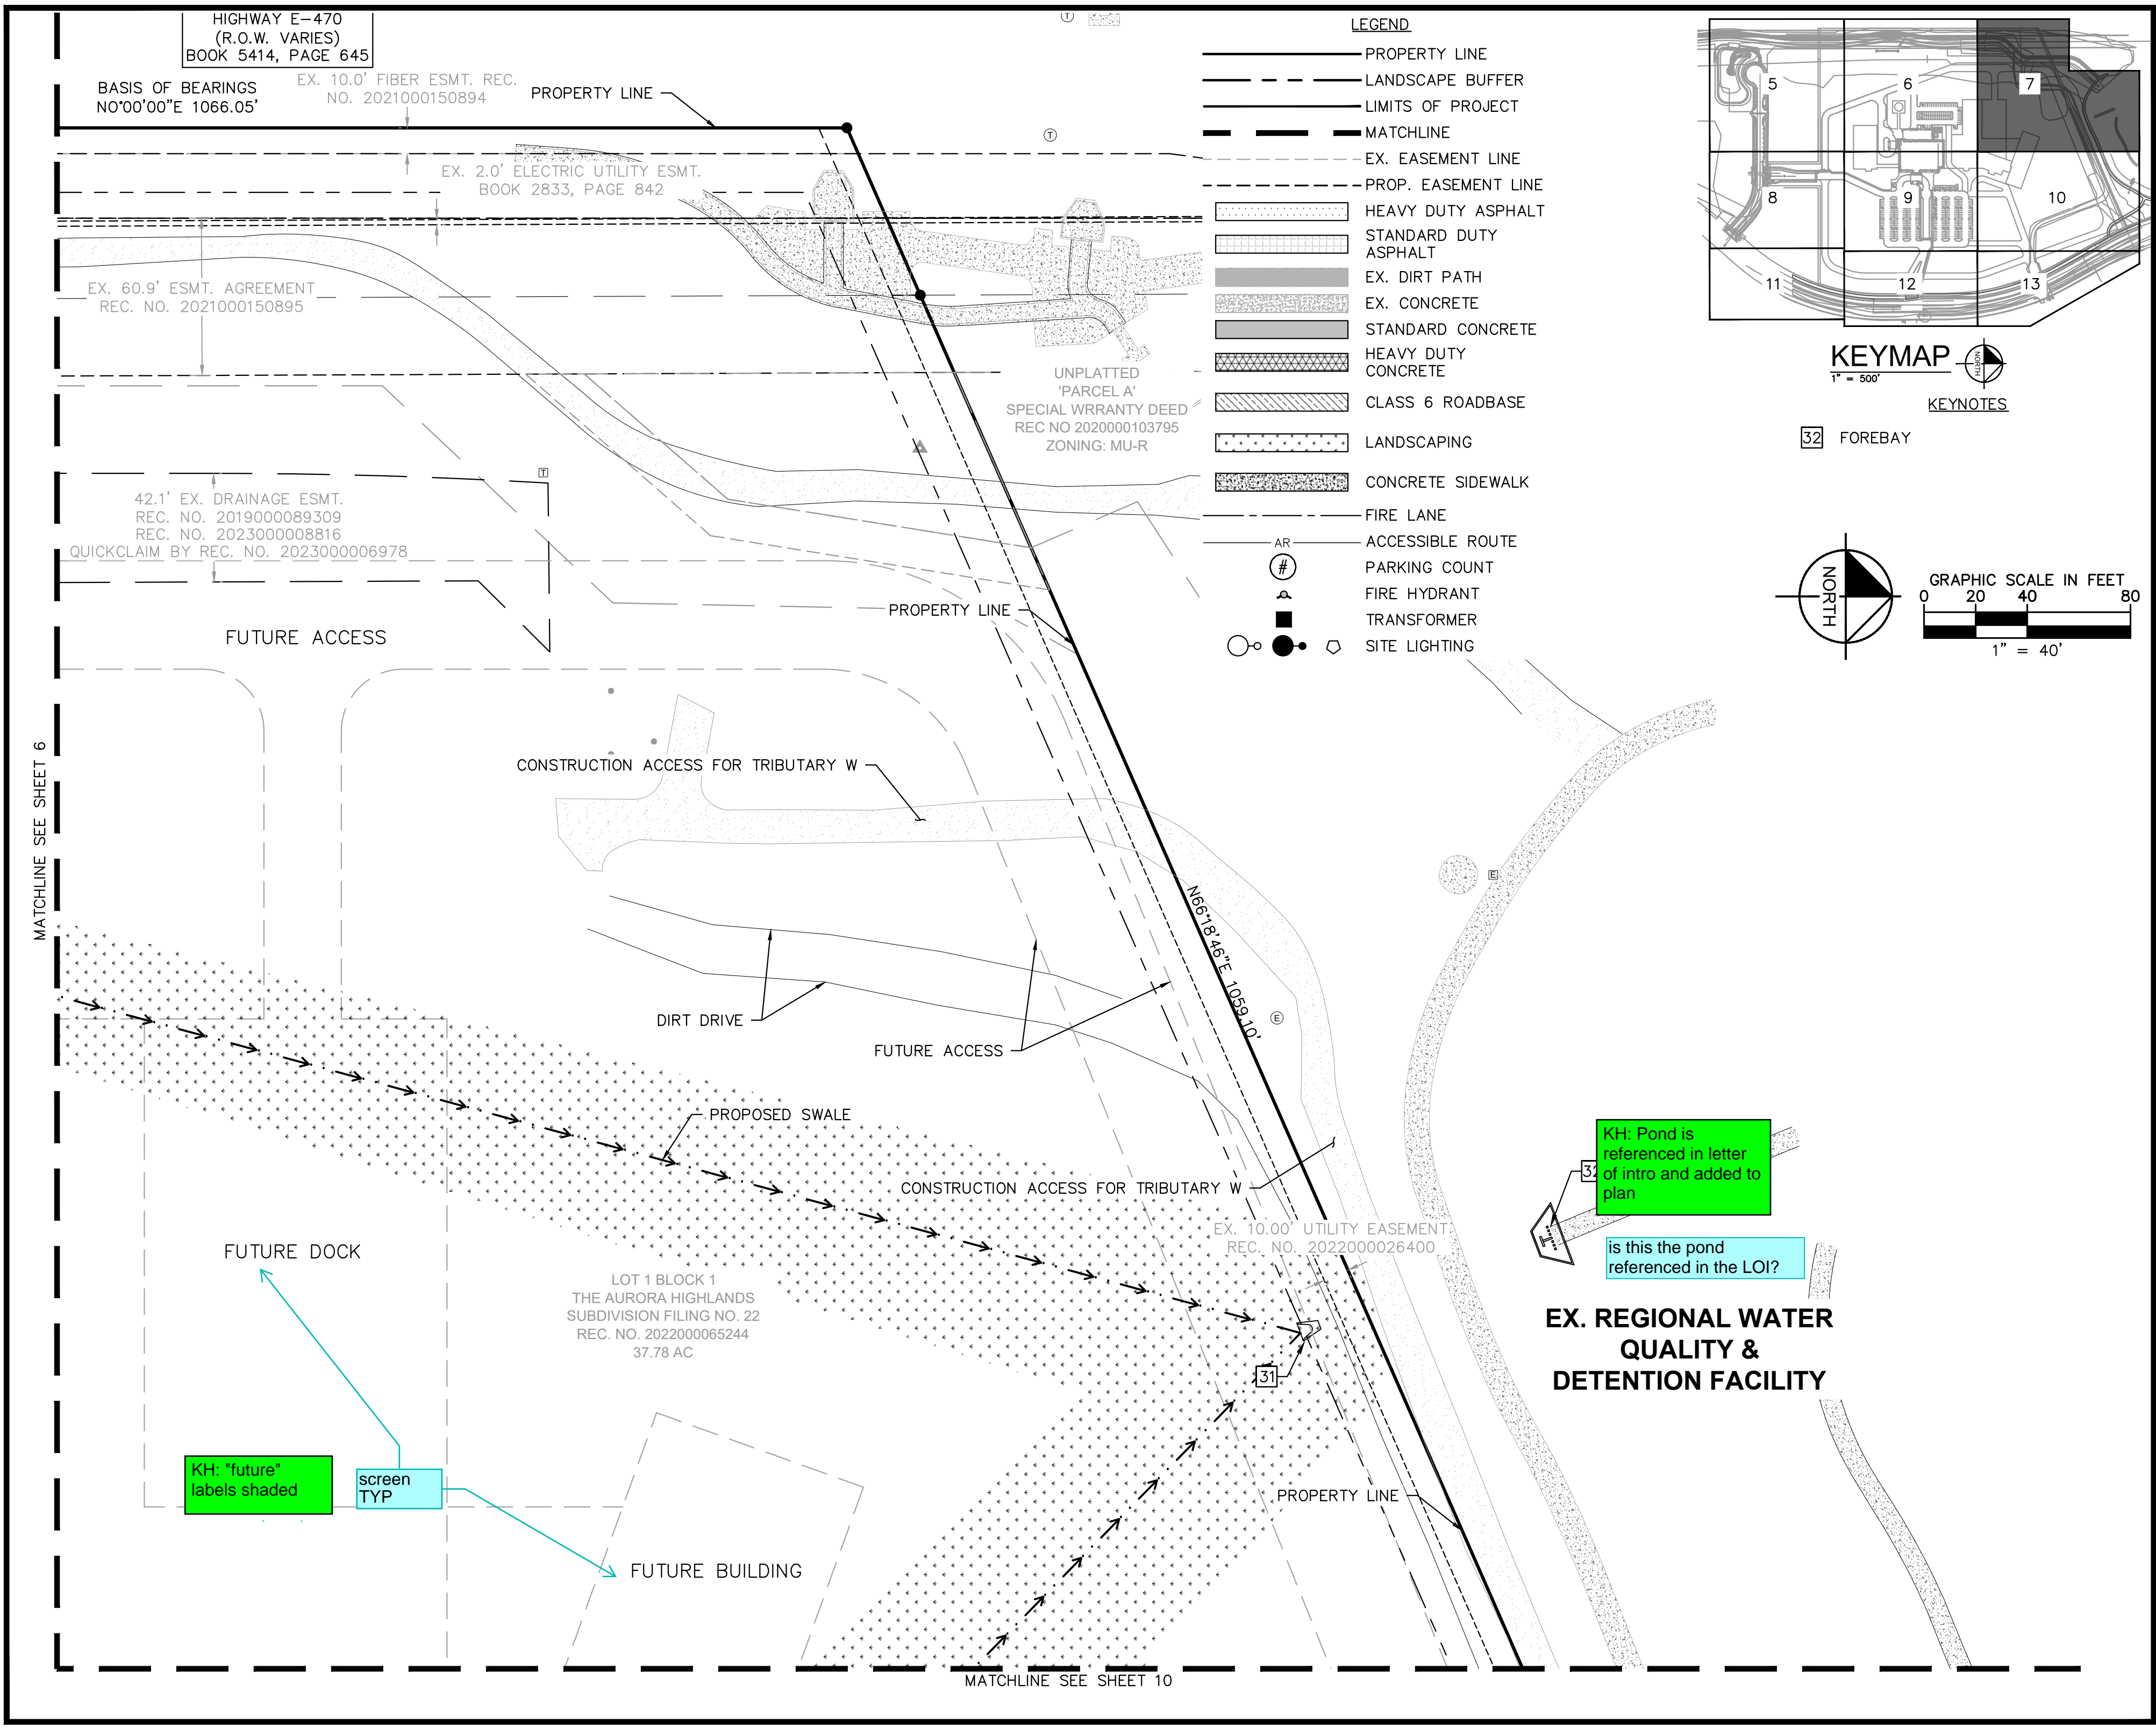 HIGHWAY E-470
(R.O.W. VARIES)
BOOK 5414, PAGE 645
BASIS OF BEARINGS
N0°00'00"E 1066.05'
EX. 10.0' FIBER ESMT. REC.
NO. 2021000150894
PROPERTY LINE
EX. 2.0' ELECTRIC UTILITY ESMT.
BOOK 2833, PAGE 842
EX. 60.9' ESMT. AGREEMENT
REC. NO. 2021000150895
T
T
UNPLATTED
'PARCEL A'
SPECIAL WRRANTY DEED
REC NO 2020000103795
ZONING: MU-R
T
42.1' EX. DRAINAGE ESMT.
REC. NO. 2019000089309
REC. NO. 2023000008816
QUICKCLAIM BY REC. NO. 2023000006978
FUTURE ACCESS
PROPERTY LINE
MATCHLINE SEE SHEET 6
CONSTRUCTION ACCESS FOR TRIBUTARY W
N66°18'46"E 1059.10'
E
E
DIRT DRIVE
FUTURE ACCESS
PROPOSED SWALE
CONSTRUCTION ACCESS FOR TRIBUTARY W
EX. 10.00' UTILITY EASEMENT
REC. NO. 2022000026400
FUTURE DOCK
LOT 1 BLOCK 1
THE AURORA HIGHLANDS
SUBDIVISION FILING NO. 22
REC. NO. 2022000065244
37.78 AC
31
KH: "future"
labels shaded
screen
TYP
PROPERTY LINE
FUTURE BUILDING
MATCHLINE SEE SHEET 10
LEGEND
PROPERTY LINE
LANDSCAPE BUFFER
LIMITS OF PROJECT
MATCHLINE
EX. EASEMENT LINE
PROP. EASEMENT LINE
HEAVY DUTY ASPHALT
STANDARD DUTY
ASPHALT
EX. DIRT PATH
EX. CONCRETE
STANDARD CONCRETE
HEAVY DUTY
CONCRETE
CLASS 6 ROADBASE
LANDSCAPING
CONCRETE SIDEWALK
FIRE LANE
AR ACCESSIBLE ROUTE
# PARKING COUNT
FIRE HYDRANT
TRANSFORMER
SITE LIGHTING
5 6 7
8 9 10
11 12 13
KEYMAP
1" = 500'
NORTH
KEYNOTES
32 FOREBAY
NORTH
GRAPHIC SCALE IN FEET
0 20 40 80
1" = 40'
32
KH: Pond is
referenced in letter
of intro and added to
plan
is this the pond
referenced in the LOI?
EX. REGIONAL WATER
QUALITY &
DETENTION FACILITY